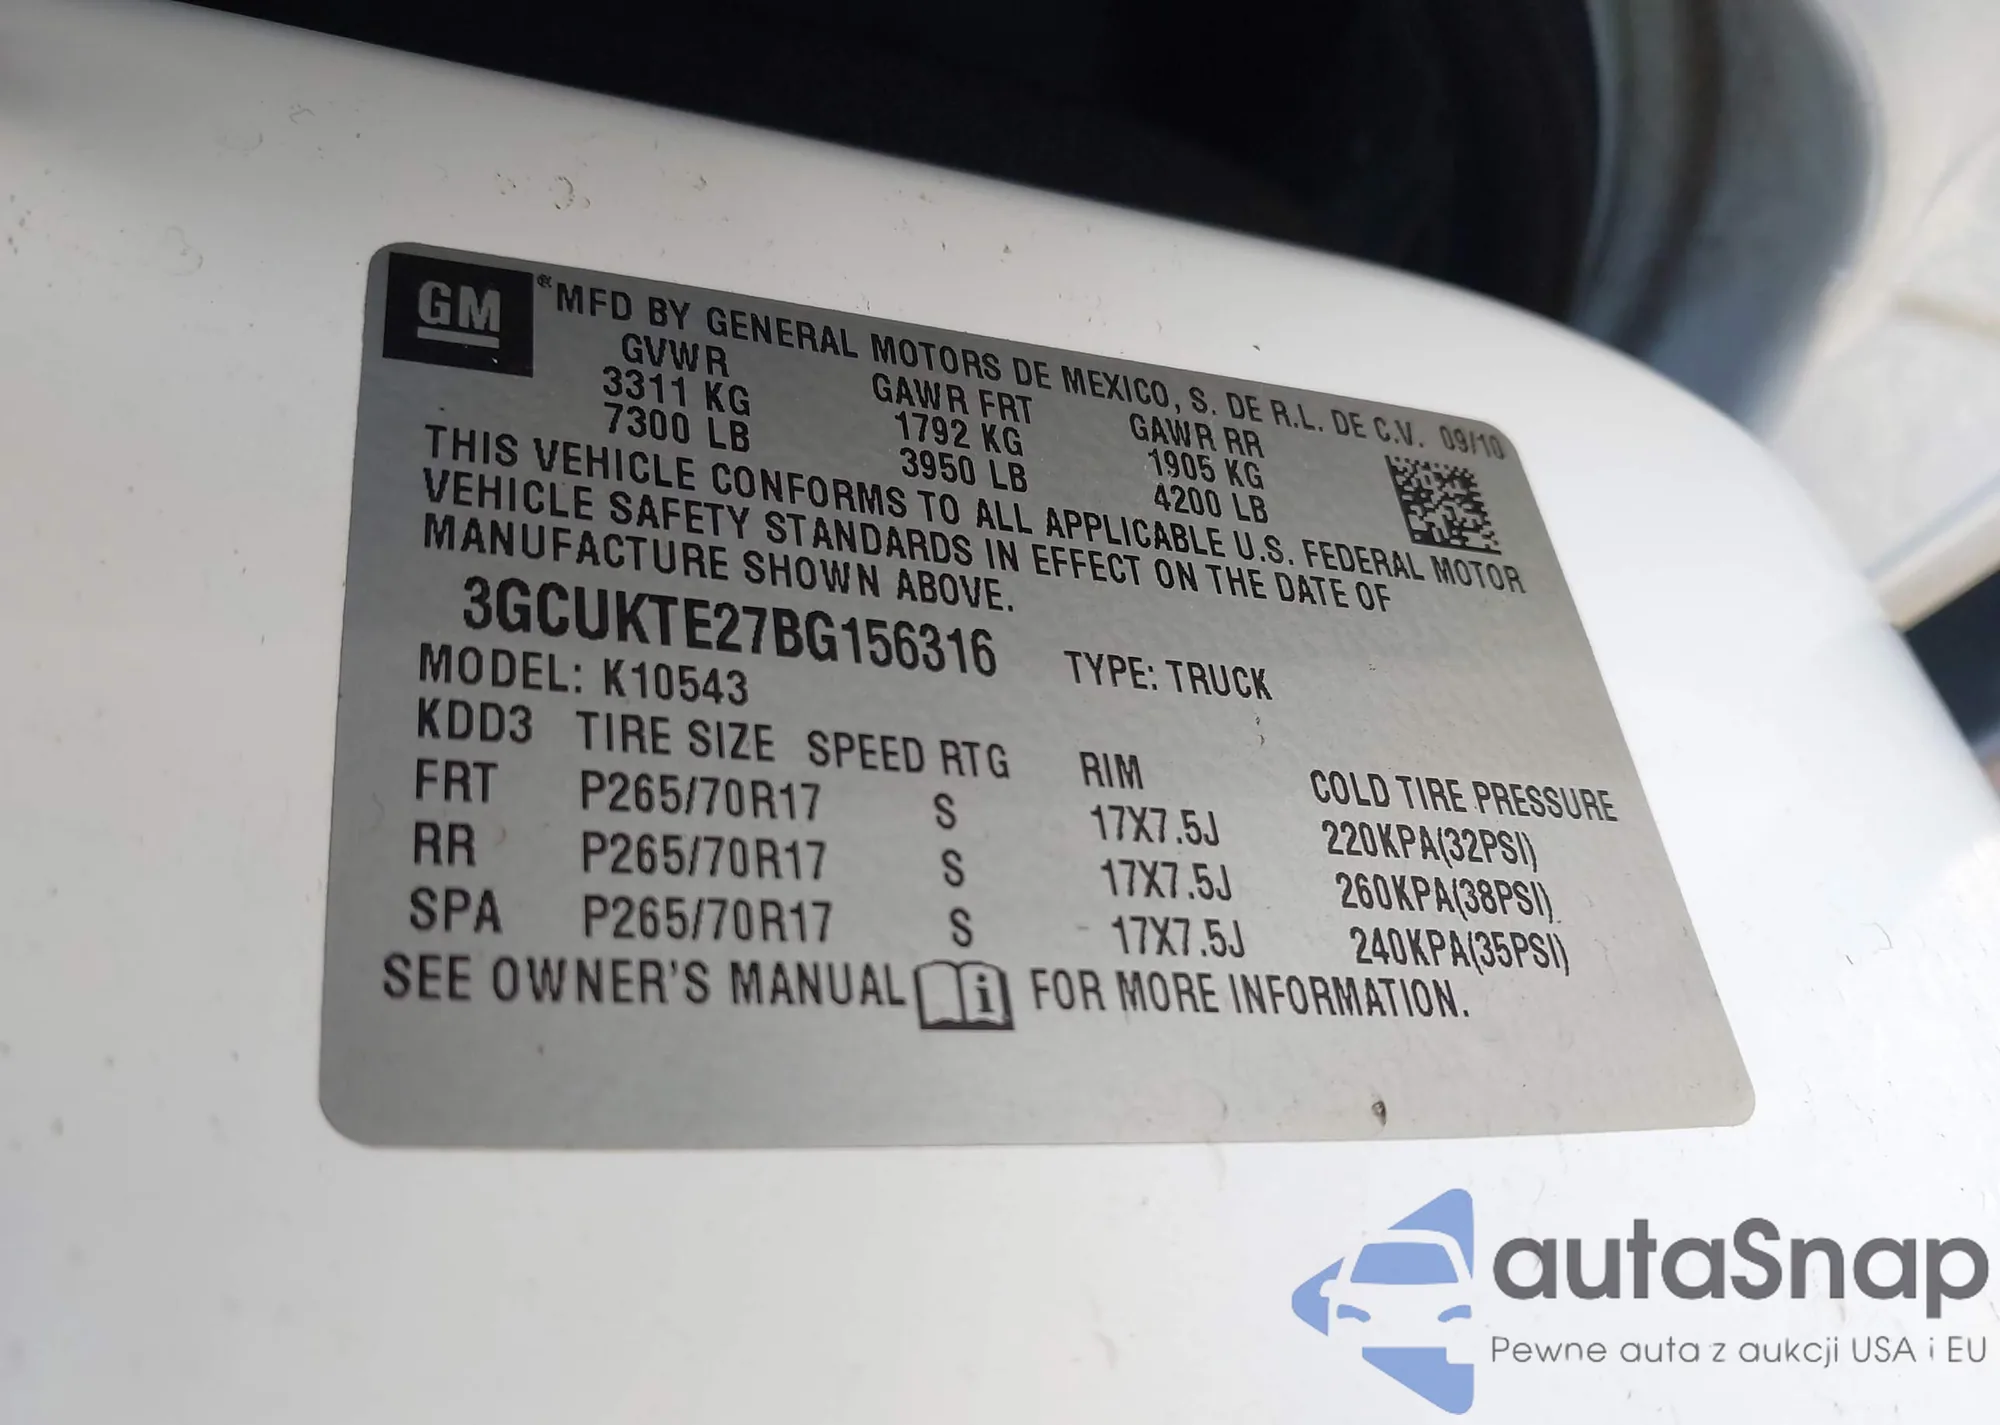 GM ® MFD BY GENERAL MOTORS DE MEXICO, S. DE R.L. DE C.V. 09/10
GVWR GAWR FRT GAWR RR
3311 KG 1792 KG 1905 KG
7300 LB 3950 LB 4200 LB
THIS VEHICLE CONFORMS TO ALL APPLICABLE U.S. FEDERAL MOTOR
VEHICLE SAFETY STANDARDS IN EFFECT ON THE DATE OF
MANUFACTURE SHOWN ABOVE.
3GCUKTE27BG156316 TYPE: TRUCK
MODEL: K10543
KDD3 TIRE SIZE SPEED RTG RIM COLD TIRE PRESSURE
FRT P265/70R17 S 17X7.5J 220KPA(32PSI)
RR P265/70R17 S 17X7.5J 260KPA(38PSI)
SPA P265/70R17 S 17X7.5J 240KPA(35PSI)
SEE OWNER'S MANUAL i FOR MORE INFORMATION.
autaSnap
Pewne auta z aukcji USA i EU